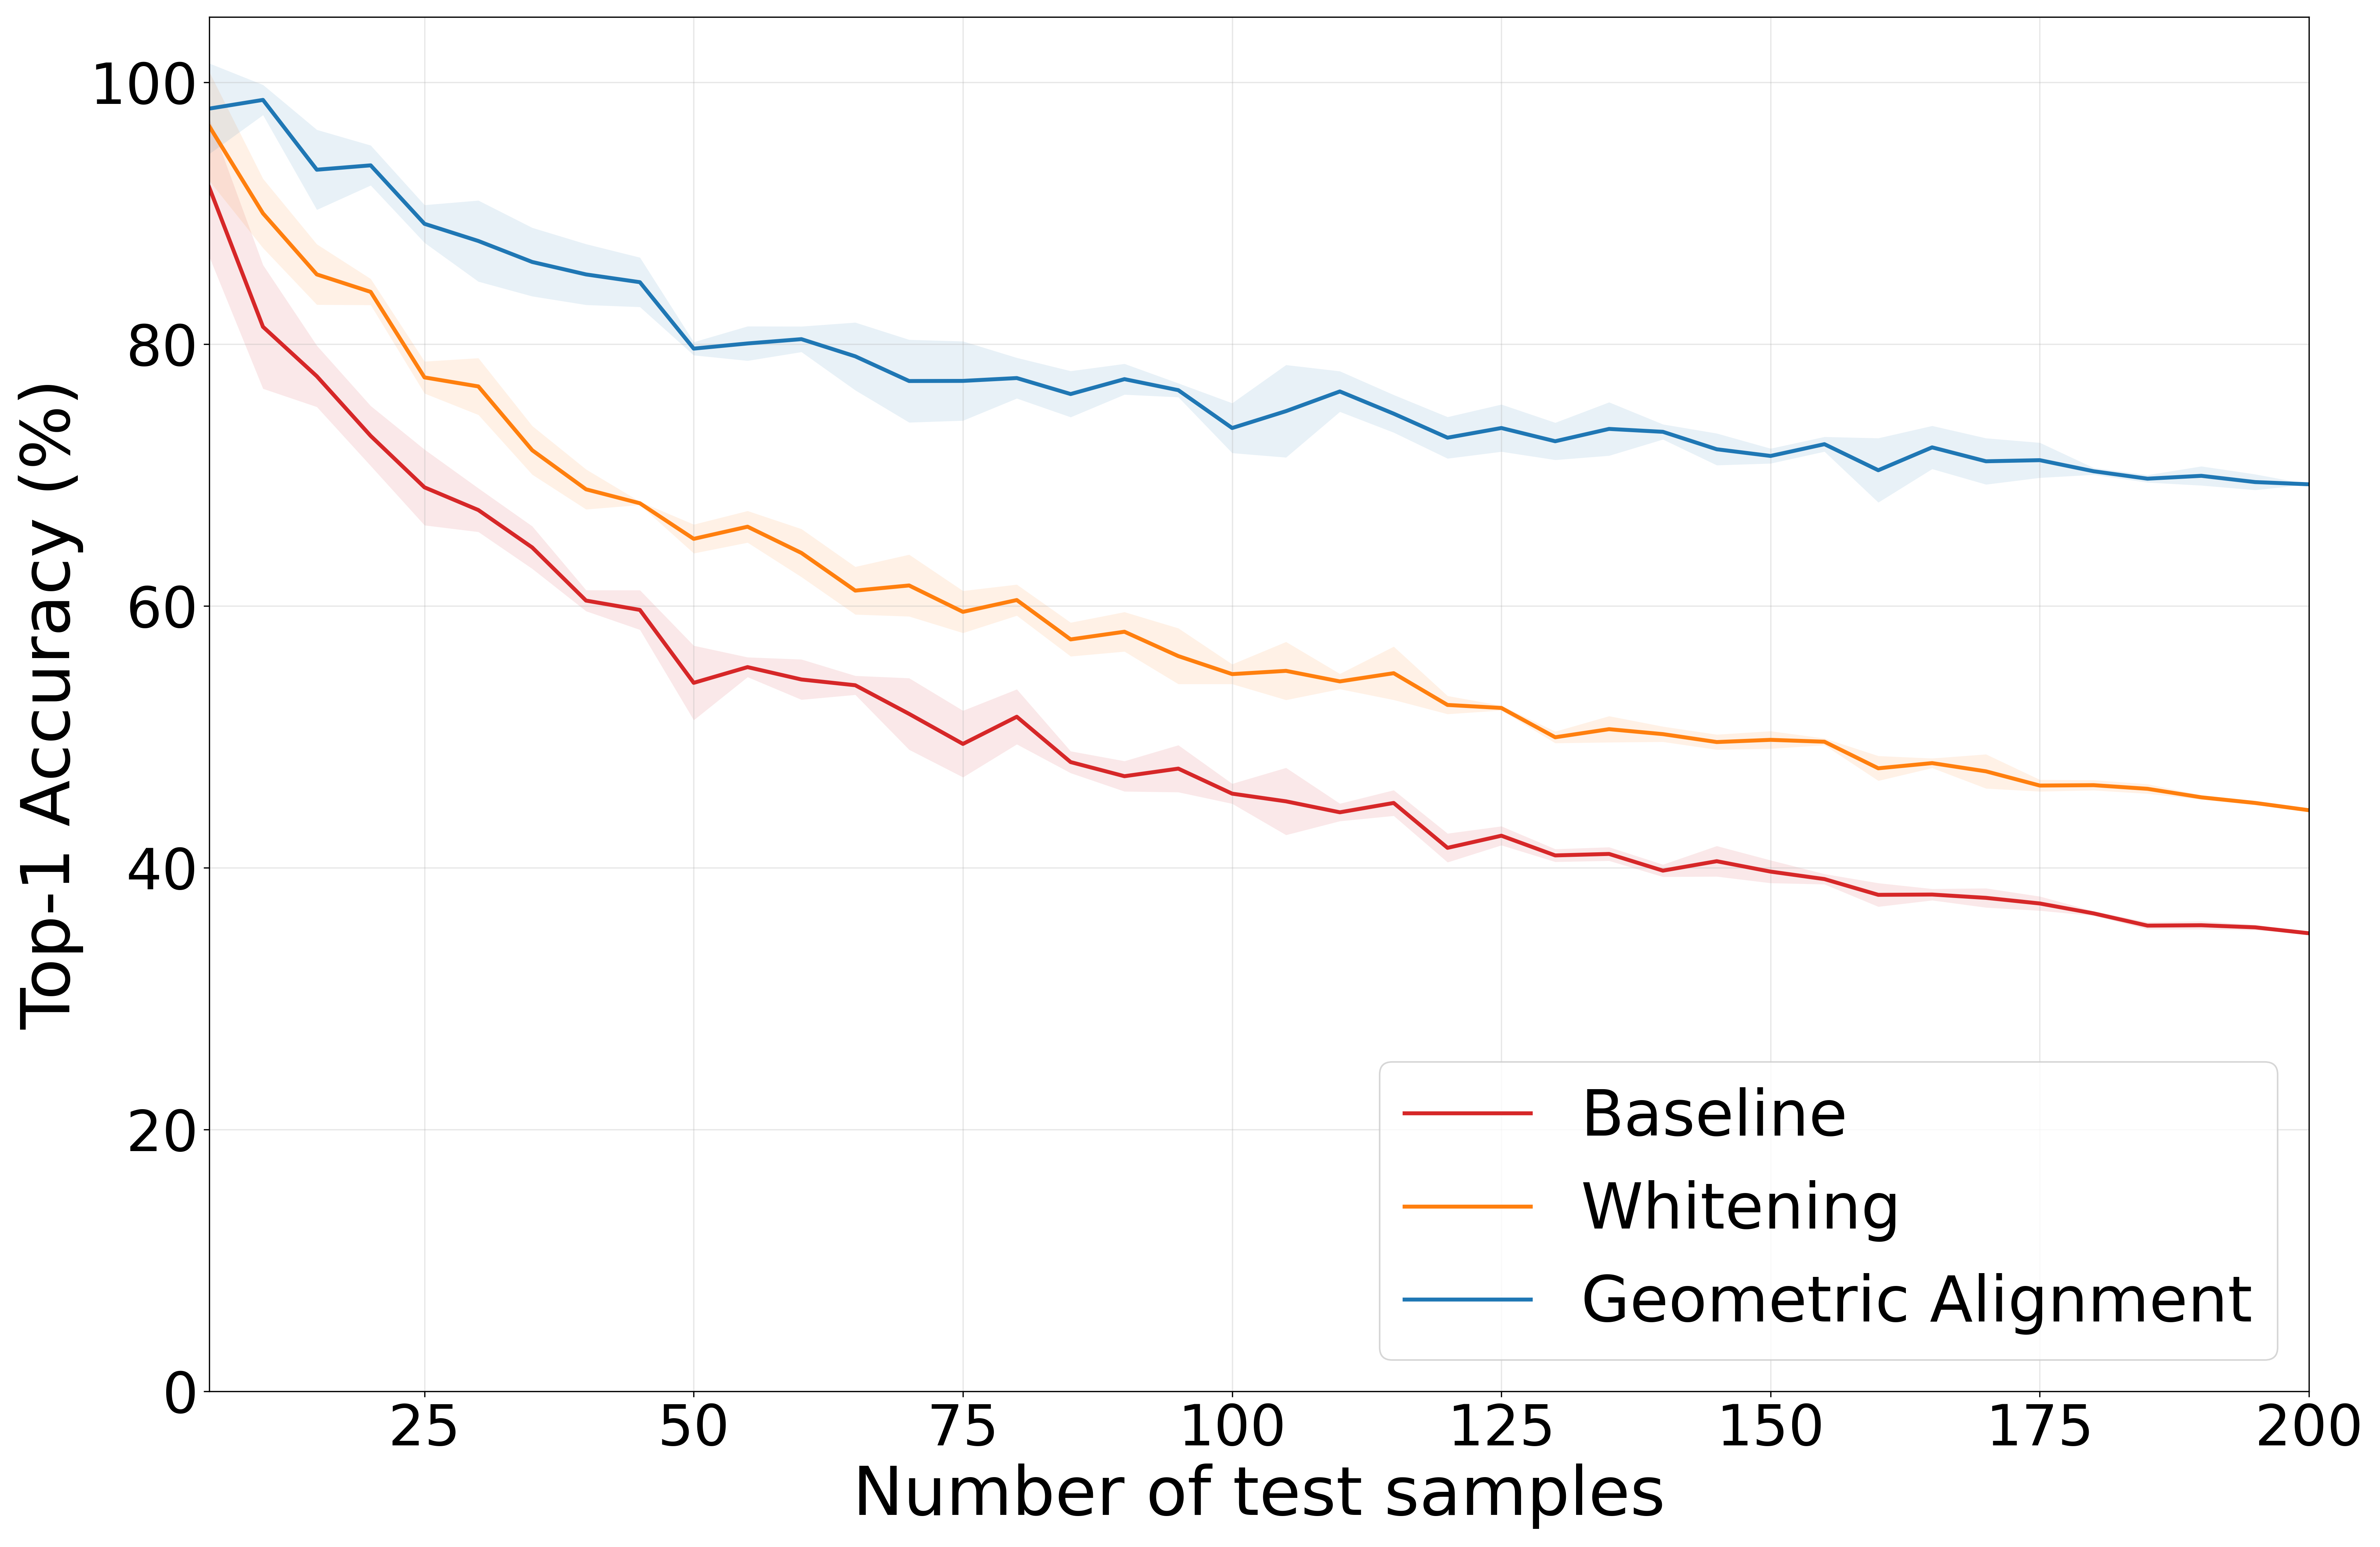 Top-1 Accuracy (%)
100
80
60
40
20
0
25 50 75 100 125 150 175 200
Number of test samples
Baseline
Whitening
Geometric Alignment